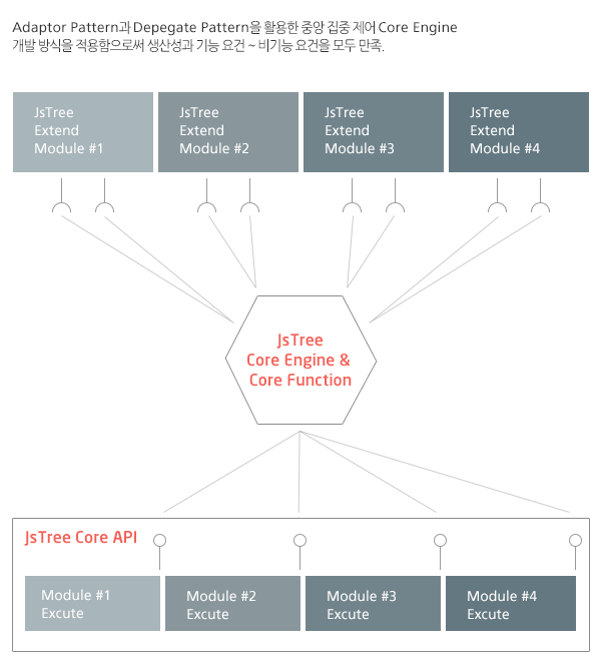 Adaptor Pattern과 Depegate Pattern을 활용한 중앙 집중 제어 Core Engine
개발 방식을 적용함으로써 생산성과 기능 요건 ~ 비기능 요건을 모두 만족.
JsTree
Extend
Module #1
JsTree
Extend
Module #2
JsTree
Extend
Module #3
JsTree
Extend
Module #4
JsTree
Core Engine &
Core Function
JsTree Core API
Module #1
Excute
Module #2
Excute
Module #3
Excute
Module #4
Excute